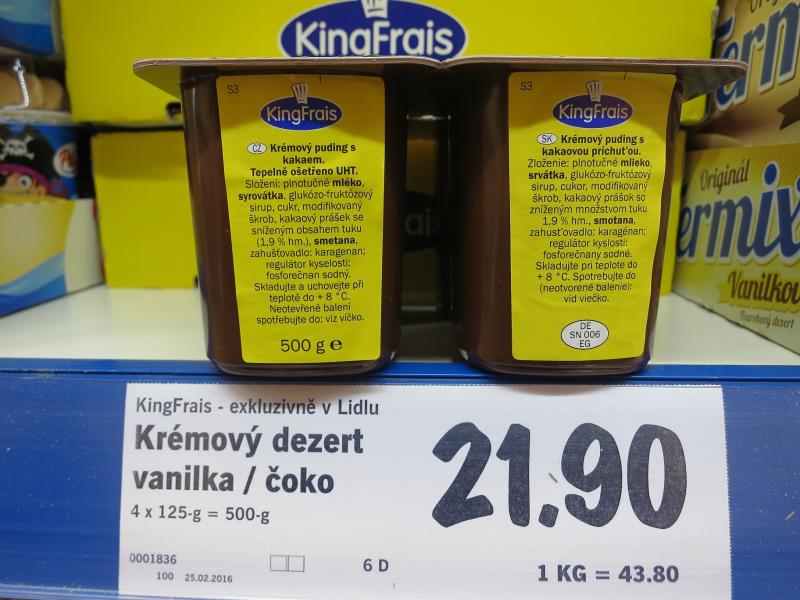 KingFrais
S3
KingFrais
CZ Krémový puding s
kakaem.
Tepelně ošetřeno UHT.
Složení: plnotučné mléko,
syrovátka, glukózo-fruktózový
sirup, cukr, modifikovaný
škrob, kakaový prášek se
sníženým obsahem tuku
(1,9 % hm.), smetana,
zahušťovadlo: karagenan;
regulátor kyselosti:
fosforečnan sodný.
Skladujte a uchovejte při
teplotě do + 8 °C.
Neotevřené balení
spotřebujte do: viz víčko.
500 g e
S3
KingFrais
SK Krémový puding s
kakaovou príchuťou.
Zloženie: plnotučné mlieko,
srvátka, glukózo-fruktózový
sirup, cukor, modifikovaný
škrob, kakaový prášok so
zníženým množstvom tuku
1,9 % hm.), smotana,
zahusťovadlo: karagénan;
regulátor kyslosti:
fosforečnany sodné.
Skladujte pri teplote do
+ 8 °C. Spotrebujte do
(neotvorené balenie):
vid viečko.
DE
SN 006
EG
Originál
ermix
Vanilkov
Tvarohový dezert
KingFrais - exkluzivně v Lidlu
Krémový dezert
vanilka / čoko
4 x 125-g = 500-g
21.90
0001836
100 25.02.2016
6 D
1 KG = 43.80